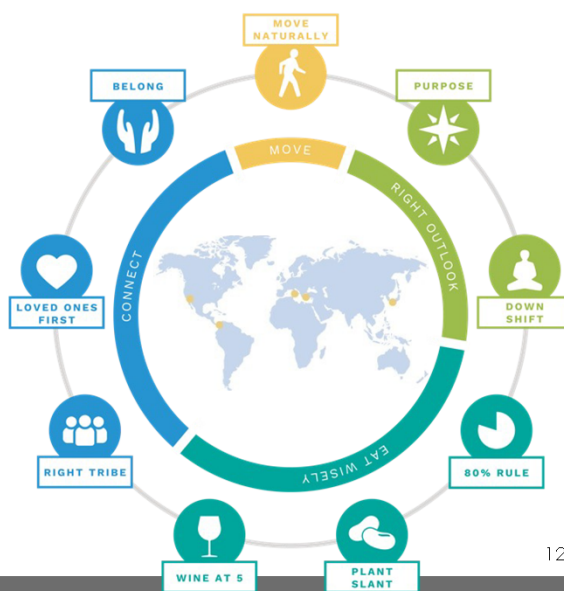 MOVE
NATURALLY
BELONG
PURPOSE
MOVE
RIGHT OUTLOOK
CONNECT
LOVED ONES
FIRST
DOWN
SHIFT
RIGHT TRIBE
80% RULE
EAT WISELY
WINE AT 5
PLANT
SLANT
12